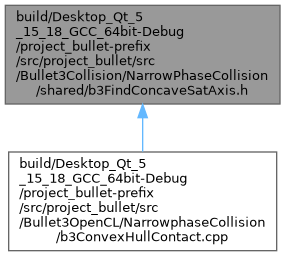 build/Desktop_Qt_5
_15_18_GCC_64bit-Debug
/project_bullet-prefix
/src/project_bullet/src
/Bullet3Collision/NarrowPhaseCollision
/shared/b3FindConcaveSatAxis.h
build/Desktop_Qt_5
_15_18_GCC_64bit-Debug
/project_bullet-prefix
/src/project_bullet/src
/Bullet3OpenCL/NarrowphaseCollision
/b3ConvexHullContact.cpp